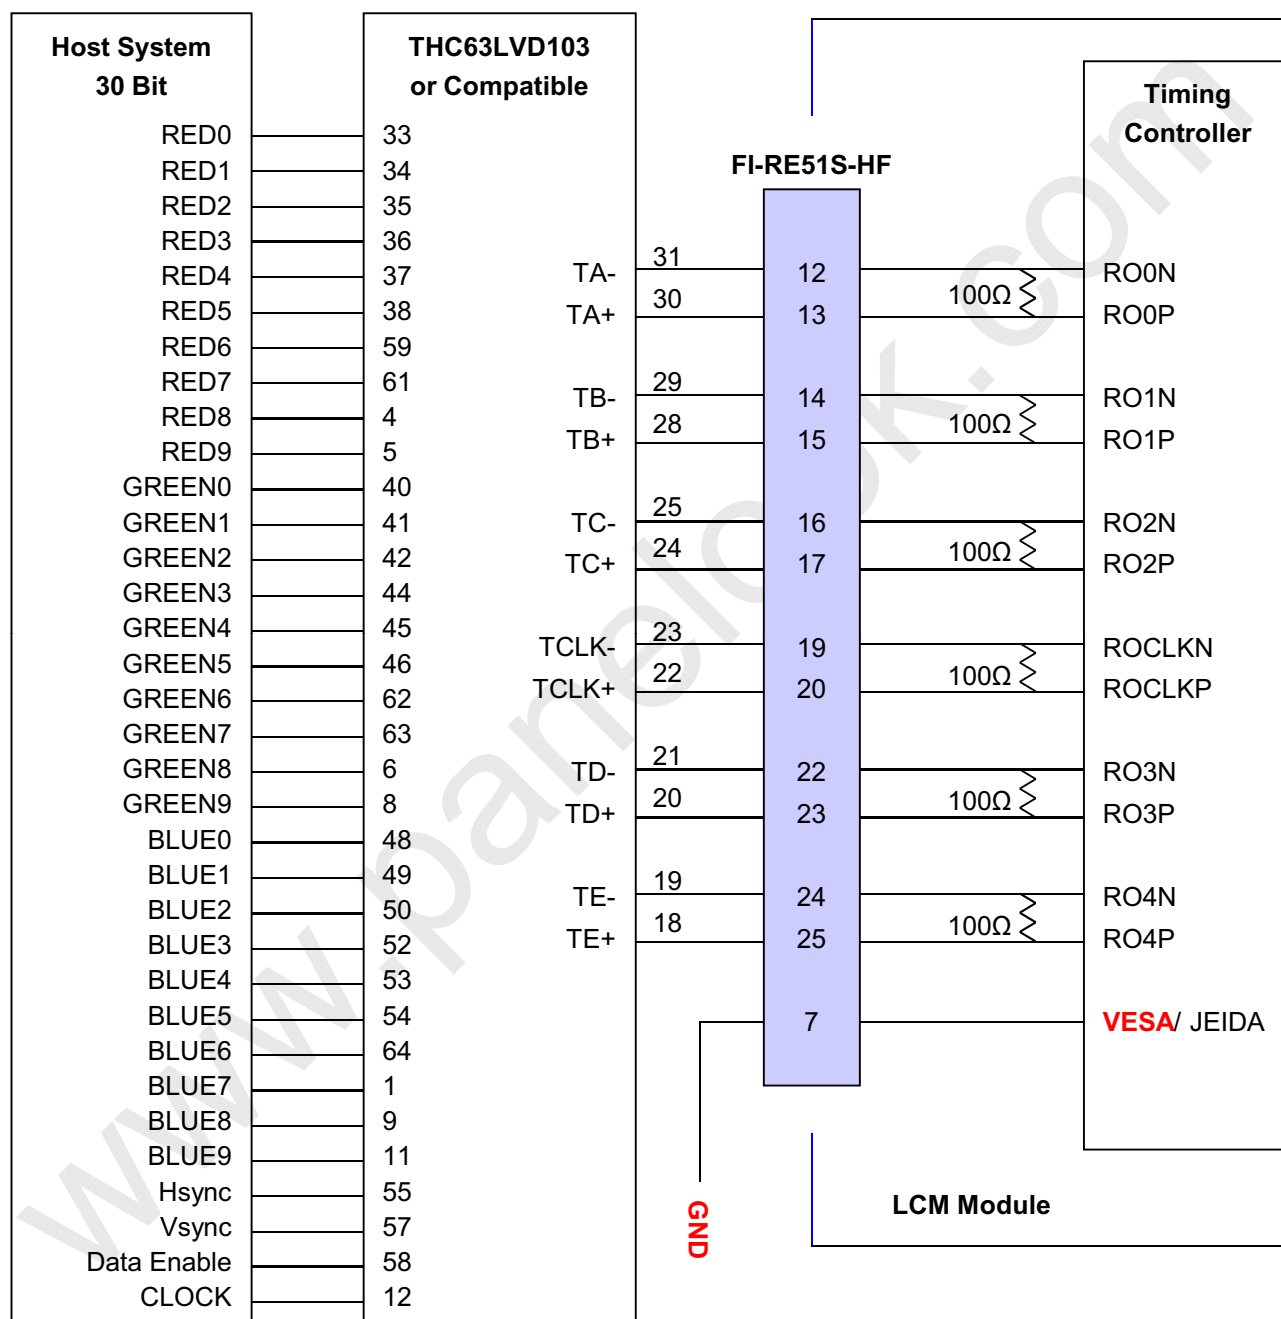 Host System
30 Bit
RED0
RED1
RED2
RED3
RED4
RED5
RED6
RED7
RED8
RED9
GREEN0
GREEN1
GREEN2
GREEN3
GREEN4
GREEN5
GREEN6
GREEN7
GREEN8
GREEN9
BLUE0
BLUE1
BLUE2
BLUE3
BLUE4
BLUE5
BLUE6
BLUE7
BLUE8
BLUE9
Hsync
Vsync
Data Enable
CLOCK
THC63LVD103
or Compatible
33
34
35
36
37
38
59
61
4
5
40
41
42
44
45
46
62
63
6
8
48
49
50
52
53
54
64
1
9
11
55
57
58
12
TA-
TA+
TB-
TB+
TC-
TC+
TCLK-
TCLK+
TD-
TD+
TE-
TE+
31
30
29
28
25
24
23
22
21
20
19
18
FI-RE51S-HF
12
13
14
15
16
17
19
20
22
23
24
25
7
GND
100Ω
100Ω
100Ω
100Ω
100Ω
100Ω
Timing
Controller
RO0N
RO0P
RO1N
RO1P
RO2N
RO2P
ROCLKN
ROCLKP
RO3N
RO3P
RO4N
RO4P
VESA/ JEIDA
LCM Module
www.panelook.com